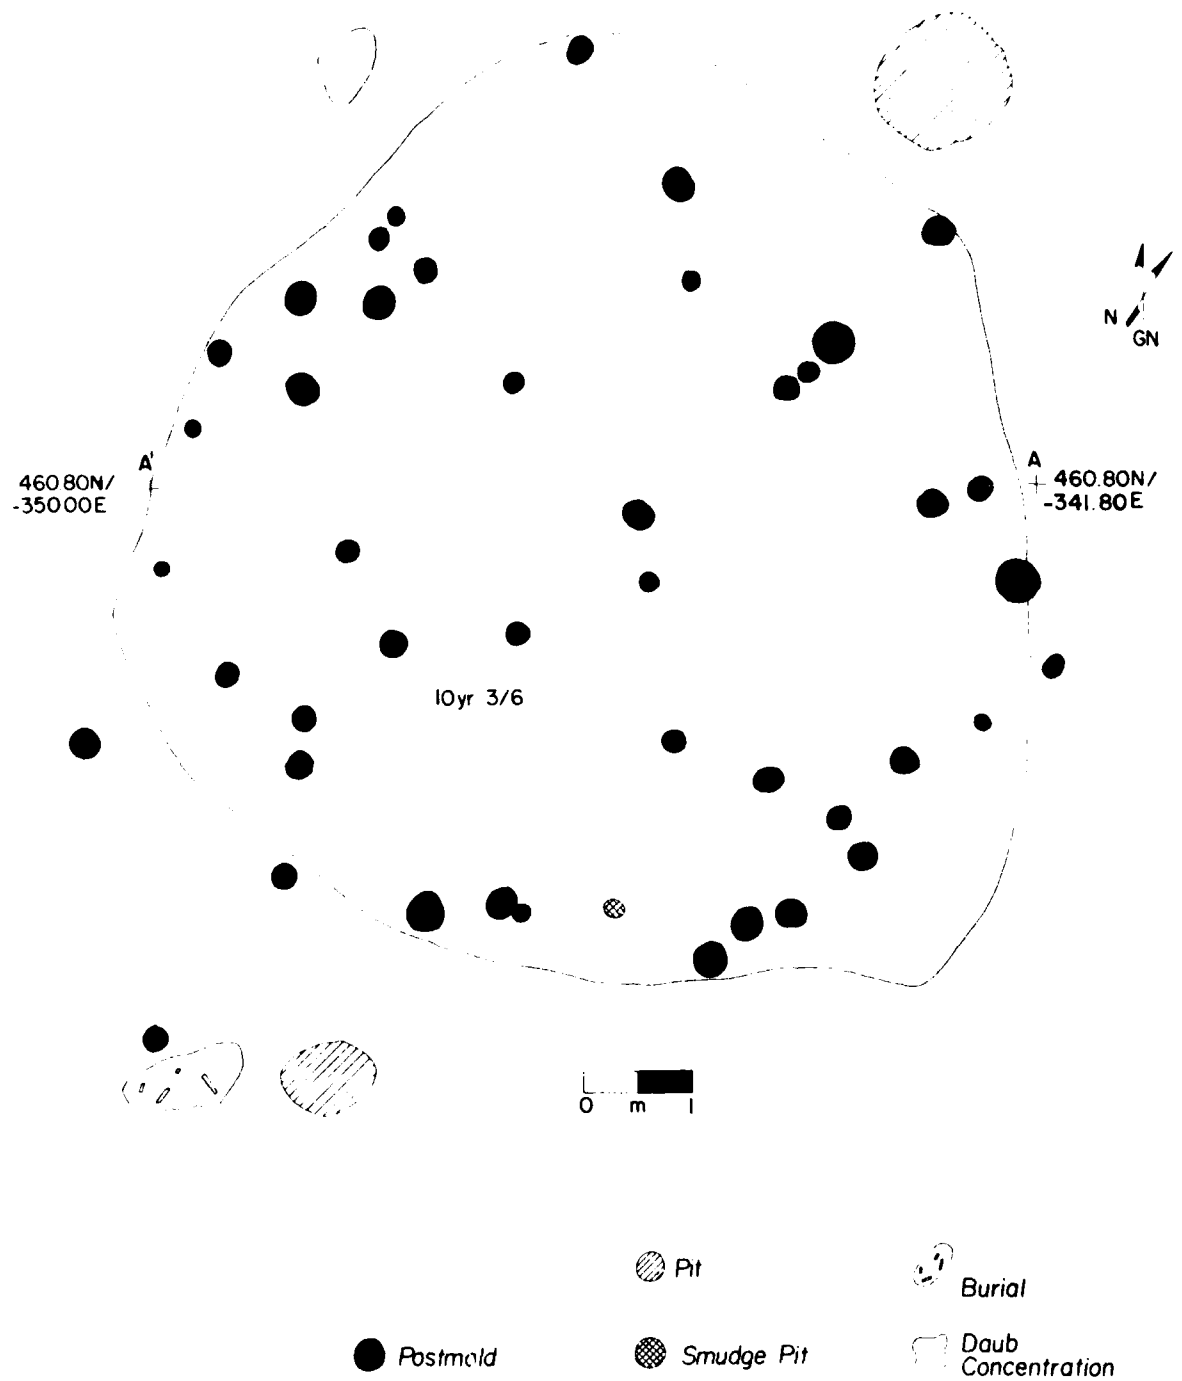 N
GN
A'
460 80N/
-350 00E
A
460.80N/
-341.80E
10yr 3/6
0 m 1
Pit
Burial
Postmold
Smudge Pit
Daub
Concentration